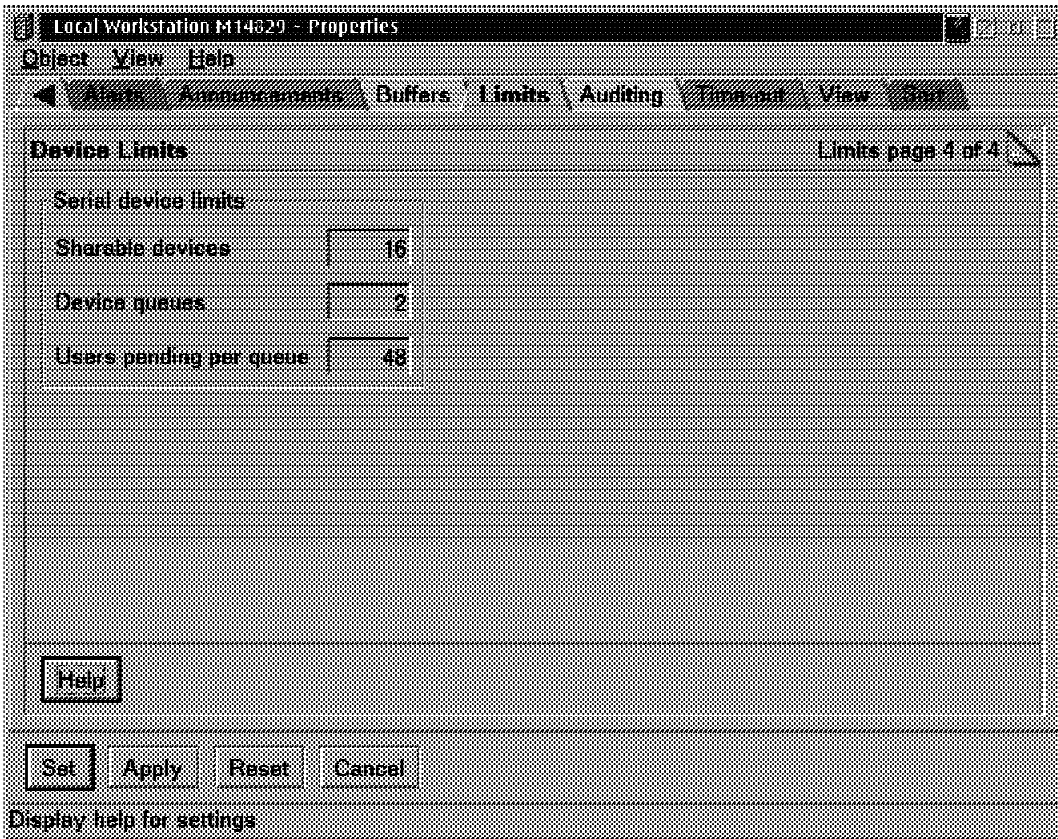 Local Workstation M14829 - Properties
Object View Help
Alerts Announcements Buffers Limits Auditing Time-out View Sort
Device Limits Limits page 4 of 4
Serial device limits
Sharable devices 16
Device queues 2
Users pending per queue 48
Help
Set Apply Reset Cancel
Display help for settings